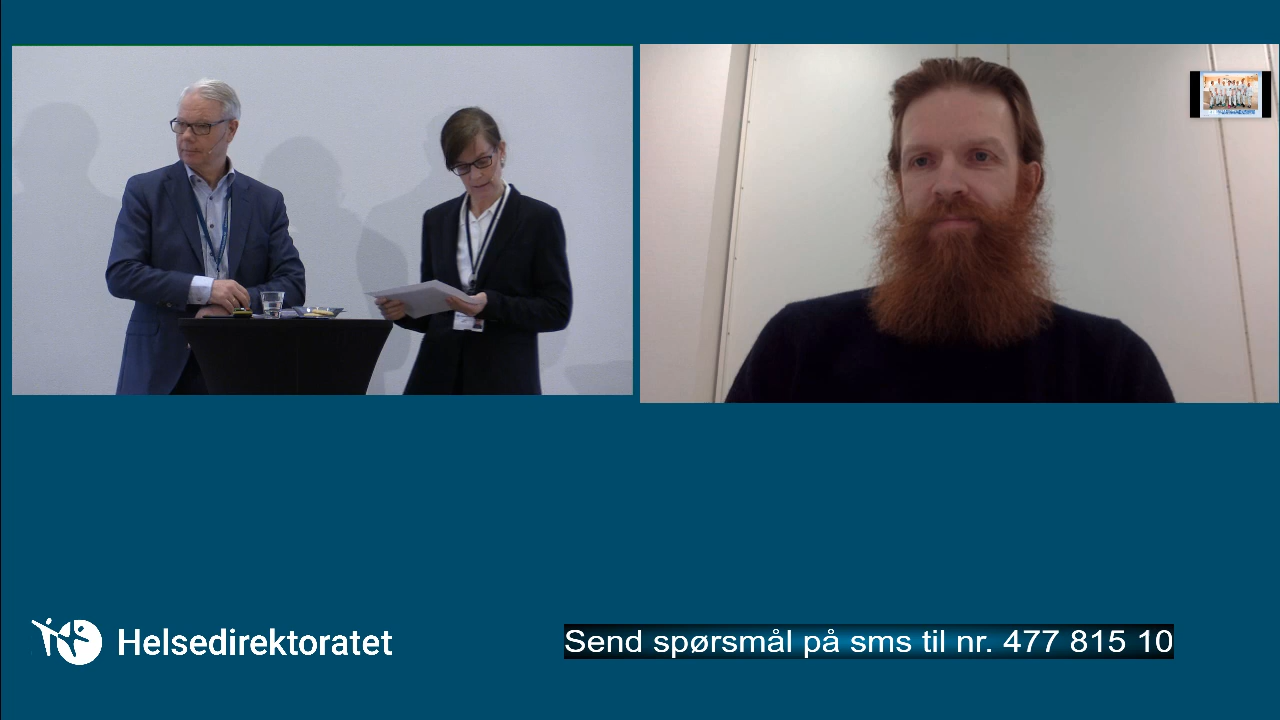 Helsedirektoratet
Send spørsmål på sms til nr. 477 815 10